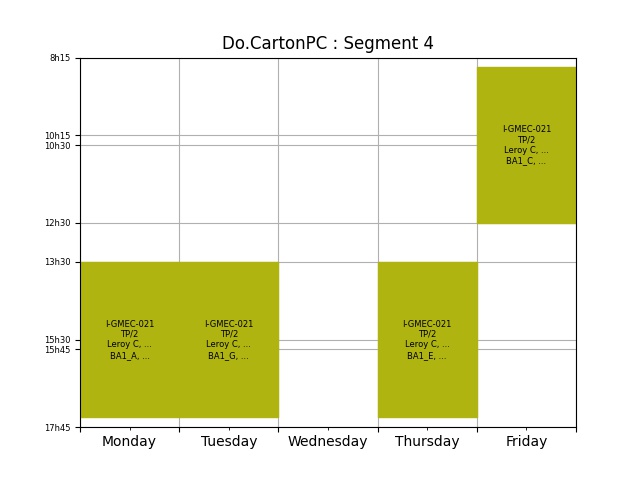 Do.CartonPC : Segment 4
8h15
10h15
10h30
12h30
13h30
15h30
15h45
17h45
I-GMEC-021
TP/2
Leroy C, ...
BA1_C, ...
I-GMEC-021
TP/2
Leroy C, ...
BA1_A, ...
I-GMEC-021
TP/2
Leroy C, ...
BA1_G, ...
I-GMEC-021
TP/2
Leroy C, ...
BA1_E, ...
Monday
Tuesday
Wednesday
Thursday
Friday